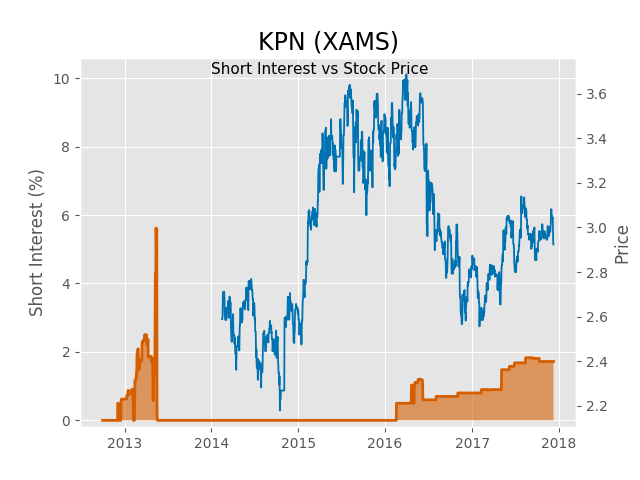 KPN (XAMS)
Short Interest vs Stock Price
Short Interest (%)
10
8
6
4
2
0
3.6
3.4
3.2
3.0
2.8
2.6
2.4
2.2
Price
2013 2014 2015 2016 2017 2018